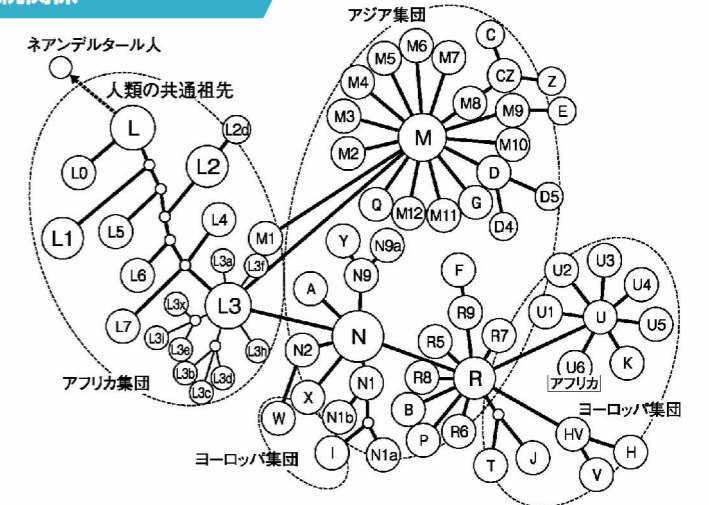 アジア集団
ネアンデルタール人
人類の共通祖先
L
L0
L1
L2d
L2
L5
L4
L6
L7
L3
L3a
L3f
L3x
L3i
L3e
L3b
L3c
L3d
L3h
アフリカ集団
M
M1
M2
M3
M4
M5
M6
M7
M8
CZ
C
Z
M9
E
M10
D
D5
D4
G
M11
M12
Q
N
Y
N9a
N9
A
N2
W
X
N1
N1b
I
N1a
ヨーロッパ集団
R
F
R9
R5
R7
R8
B
P
R6
T
J
U
U2
U3
U4
U1
U5
U6
アフリカ
K
ヨーロッパ集団
HV
H
V